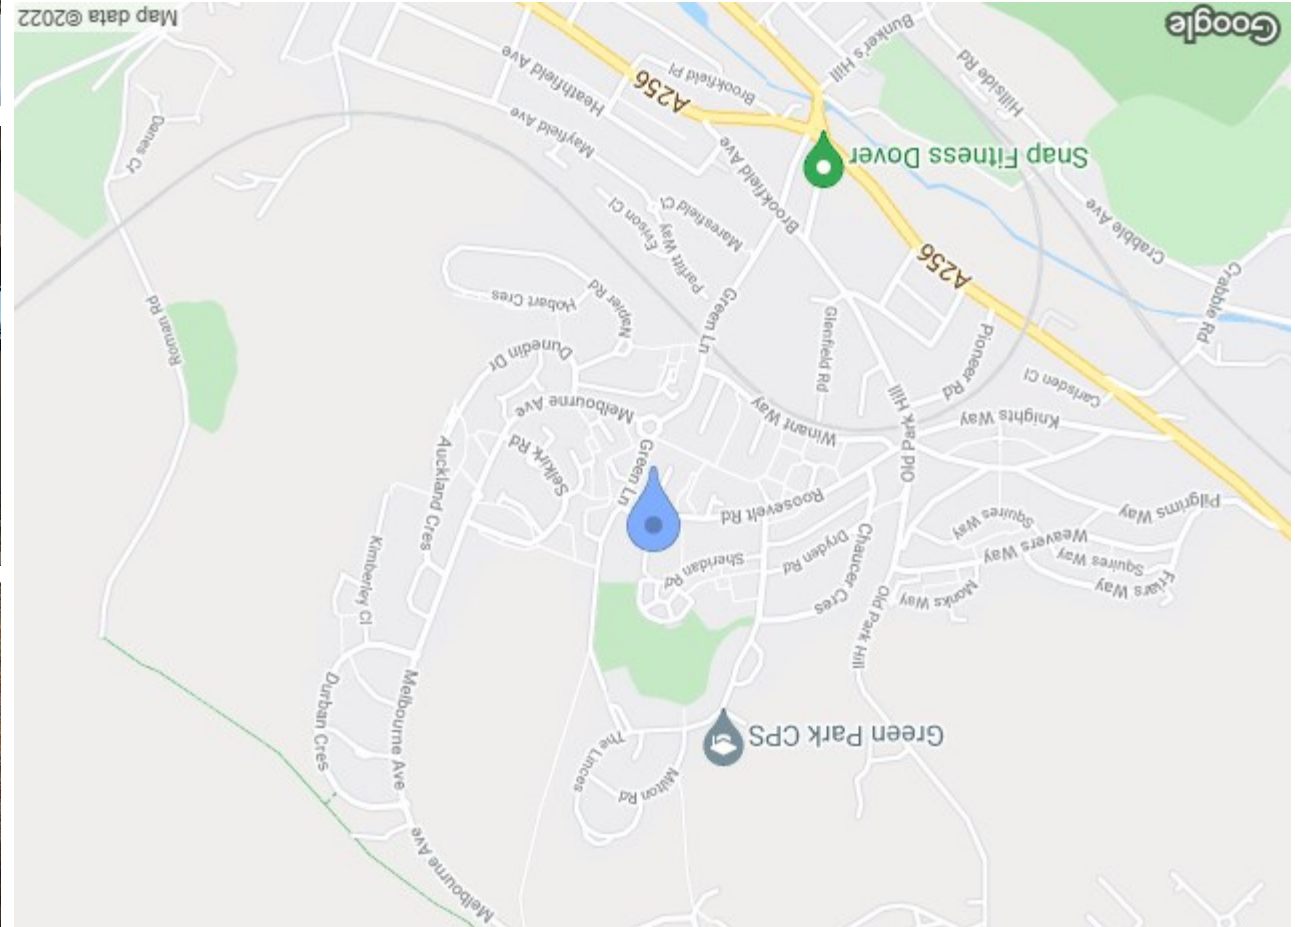 Melbourne Ave
Milton Rd
The Linces
Green Park CPS
Durban Cres
Melbourne Ave
Old Park Hill
Monks Way
Friars Way
Chaucer Cres
Kimberley Cl
Sheridan Rd
Dryden Rd
Squires Way
Weavers Way
Squires Way
Pilgrims Way
Roosevelt Rd
Green Ln
Auckland Cres
Selkirk Rd
Old Park Hill
Knights Way
Winant Way
Melbourne Ave
Carlsden Cl
Pioneer Rd
Glenfield Rd
Dunedin Dr
Roman Rd
Green Ln
Napier Rd
Hobart Cres
Crabble Rd
A256
Parfitt Way
Evison Cl
Maresfield Cl
Crabble Ave
Brookfield Ave
Snap Fitness Dover
Danes Ct
Mayfield Ave
A256
Brookfield Pl
Heathfield Ave
Hillside Rd
Bunker's Hill
Google
Map data ©2022